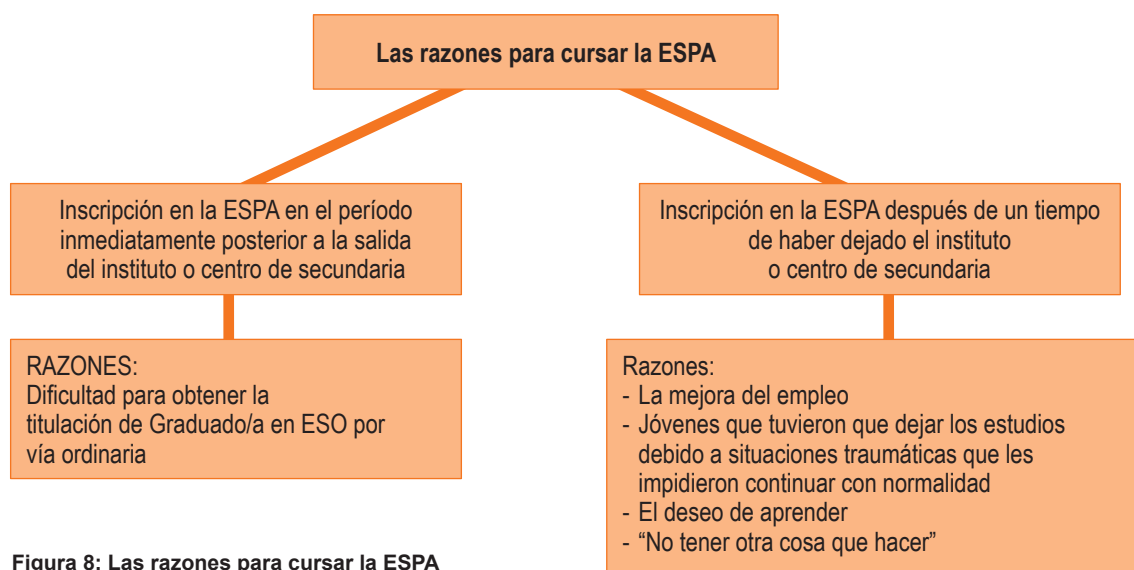 Las razones para cursar la ESPA
Inscripción en la ESPA en el período
inmediatamente posterior a la salida
del instituto o centro de secundaria
Inscripción en la ESPA después de un tiempo
de haber dejado el instituto
o centro de secundaria
RAZONES:
Dificultad para obtener la
titulación de Graduado/a en ESO por
vía ordinaria
Razones:
- La mejora del empleo
- Jóvenes que tuvieron que dejar los estudios
debido a situaciones traumáticas que les
impidieron continuar con normalidad
- El deseo de aprender
- “No tener otra cosa que hacer”
Figura 8: Las razones para cursar la ESPA